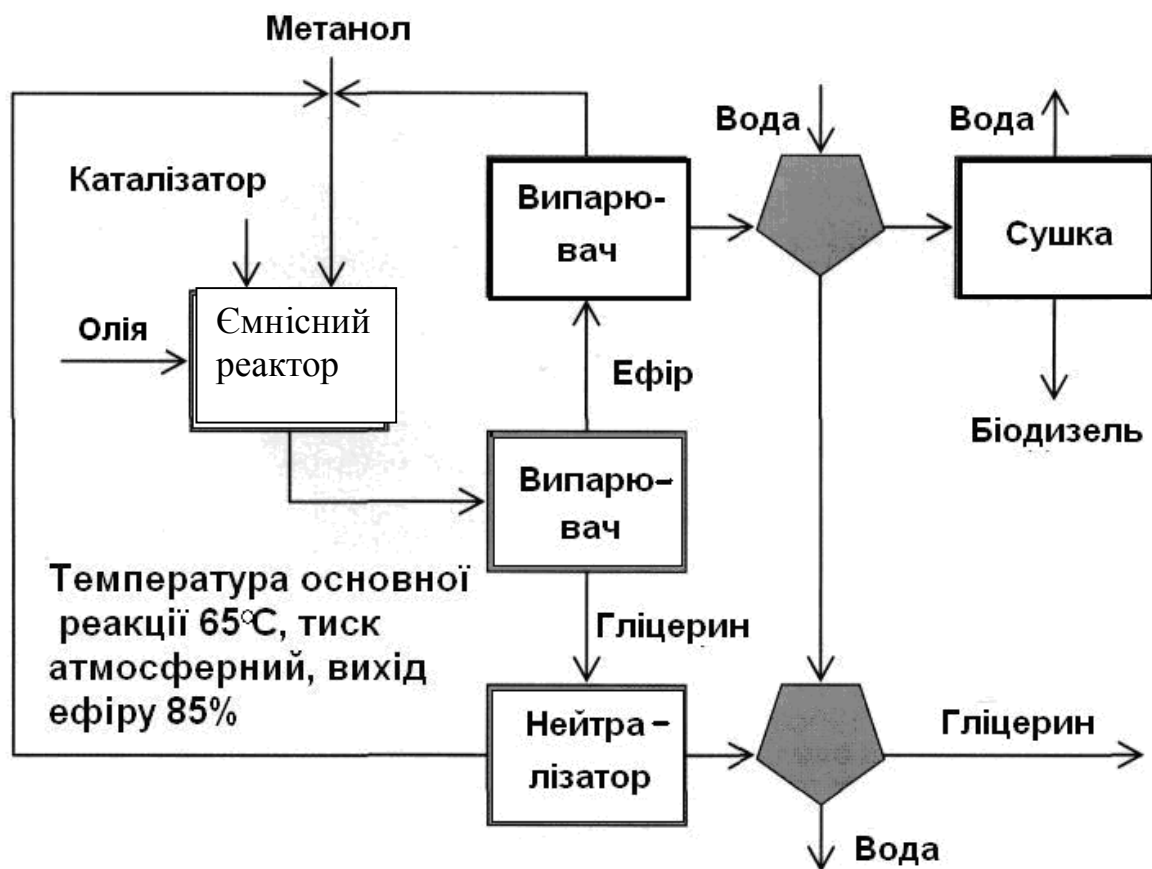 Метанол
Вода
Вода
Каталізатор
Випарю-
вач
Сушка
Олія
Ємнісний
реактор
Ефір
Біодизель
Випарю–
вач
Температура основної
реакції 65°С, тиск
атмосферний, вихід
ефіру 85%
Гліцерин
Нейтра –
лізатор
Гліцерин
Вода